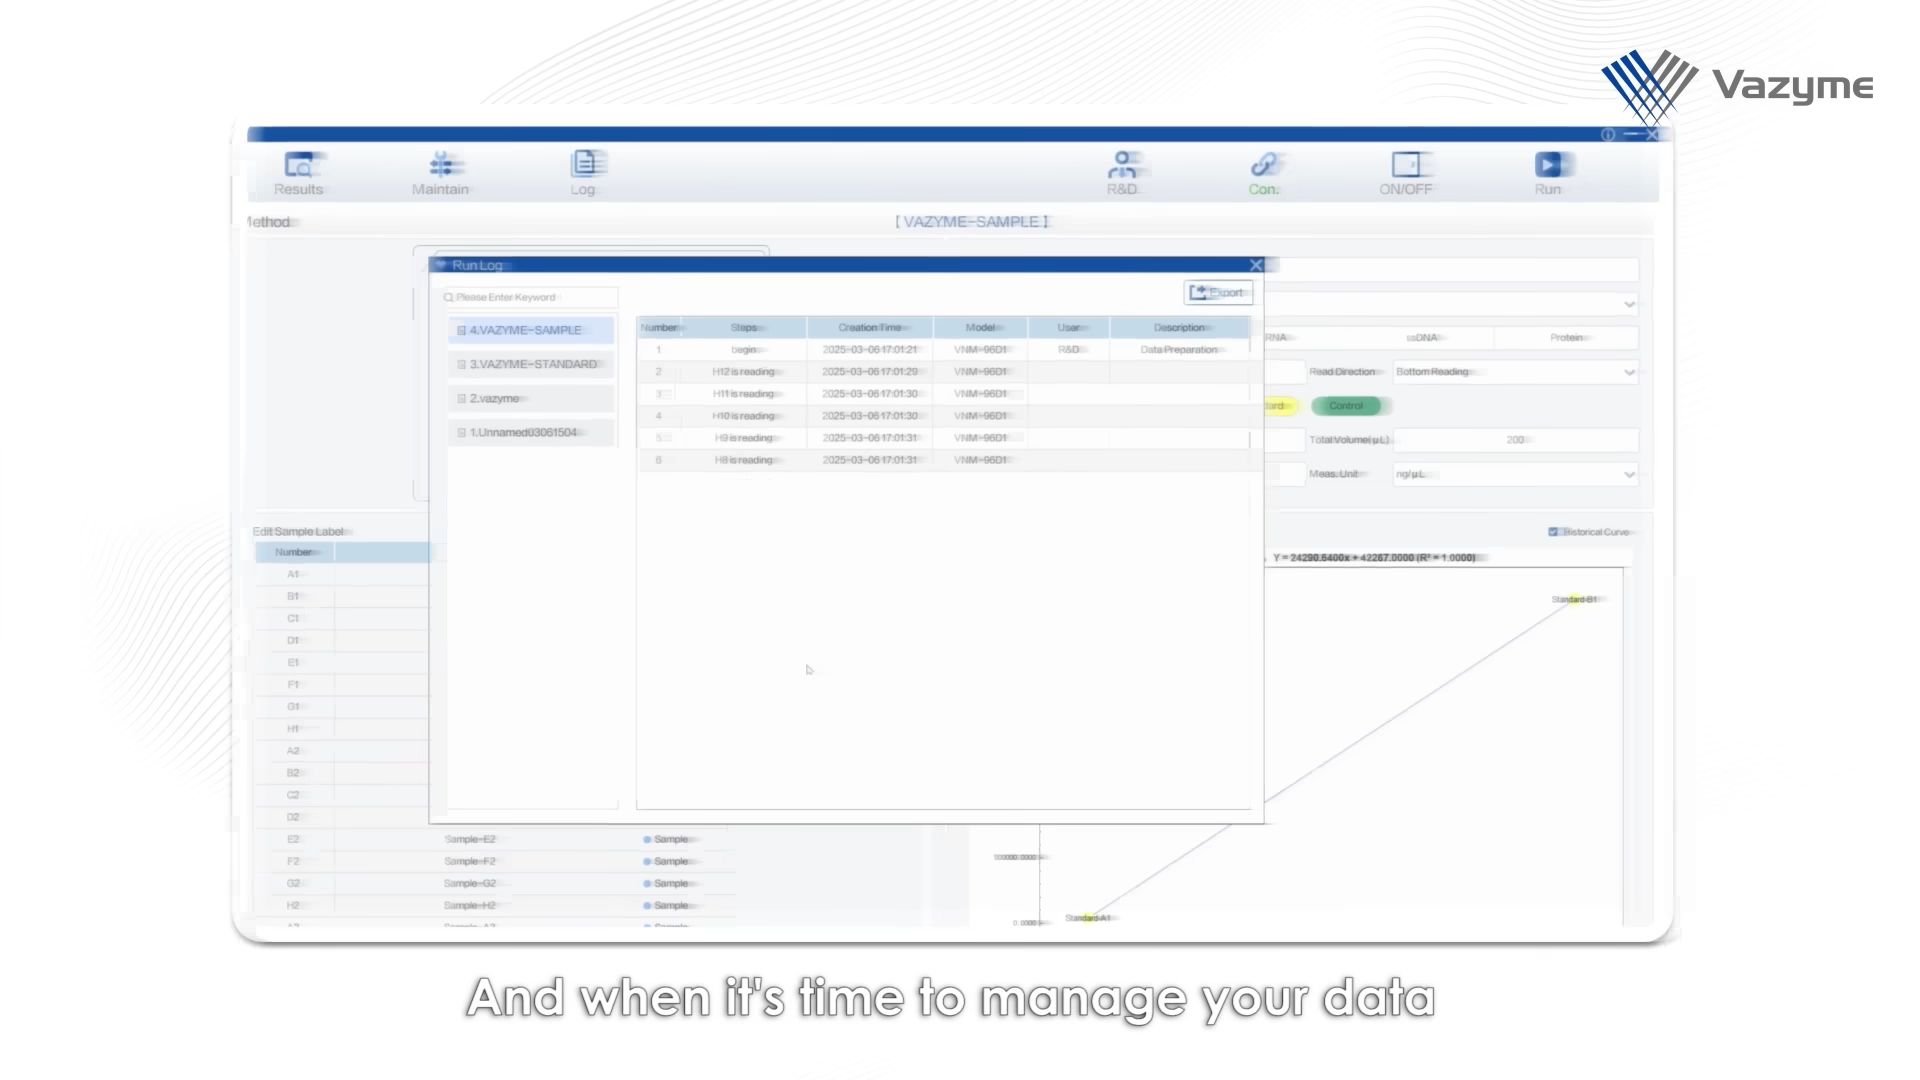 Vazyme
Results
Maintain
Log
R&D
Con.
ON/OFF
Run
Method
[ VAZYME-SAMPLE ]
Run Log
Please Enter Keyword
Export
4.VAZYME-SAMPLE
3.VAZYME-STANDARD
2.vazyme
1.Unnamed03061504
Number Steps Creation Time Model User Description
1 begin 2025-03-06 17:01:21 VNM-96D1 R&D Data Preparation
2 H12 is reading 2025-03-06 17:01:29 VNM-96D1
3 H11 is reading 2025-03-06 17:01:30 VNM-96D1
4 H10 is reading 2025-03-06 17:01:30 VNM-96D1
5 H9 is reading 2025-03-06 17:01:31 VNM-96D1
6 H8 is reading 2025-03-06 17:01:31 VNM-96D1
RNA ssDNA Protein
Read Direction Bottom Reading
Control
Total Volume(μL) 200
Meas. Unit ng/μL
Edit Sample Label
Number
A1
B1
C1
D1
E1
F1
G1
H1
A2
B2
C2
D2
E2 Sample-E2 Sample
F2 Sample-F2 Sample
G2 Sample-G2 Sample
H2 Sample-H2 Sample
Historical Curve
Y = 24290.6400x + 42267.0000 (R² = 1.0000)
Standard-B1
Standard-A1
0.0000
And when it's time to manage your data